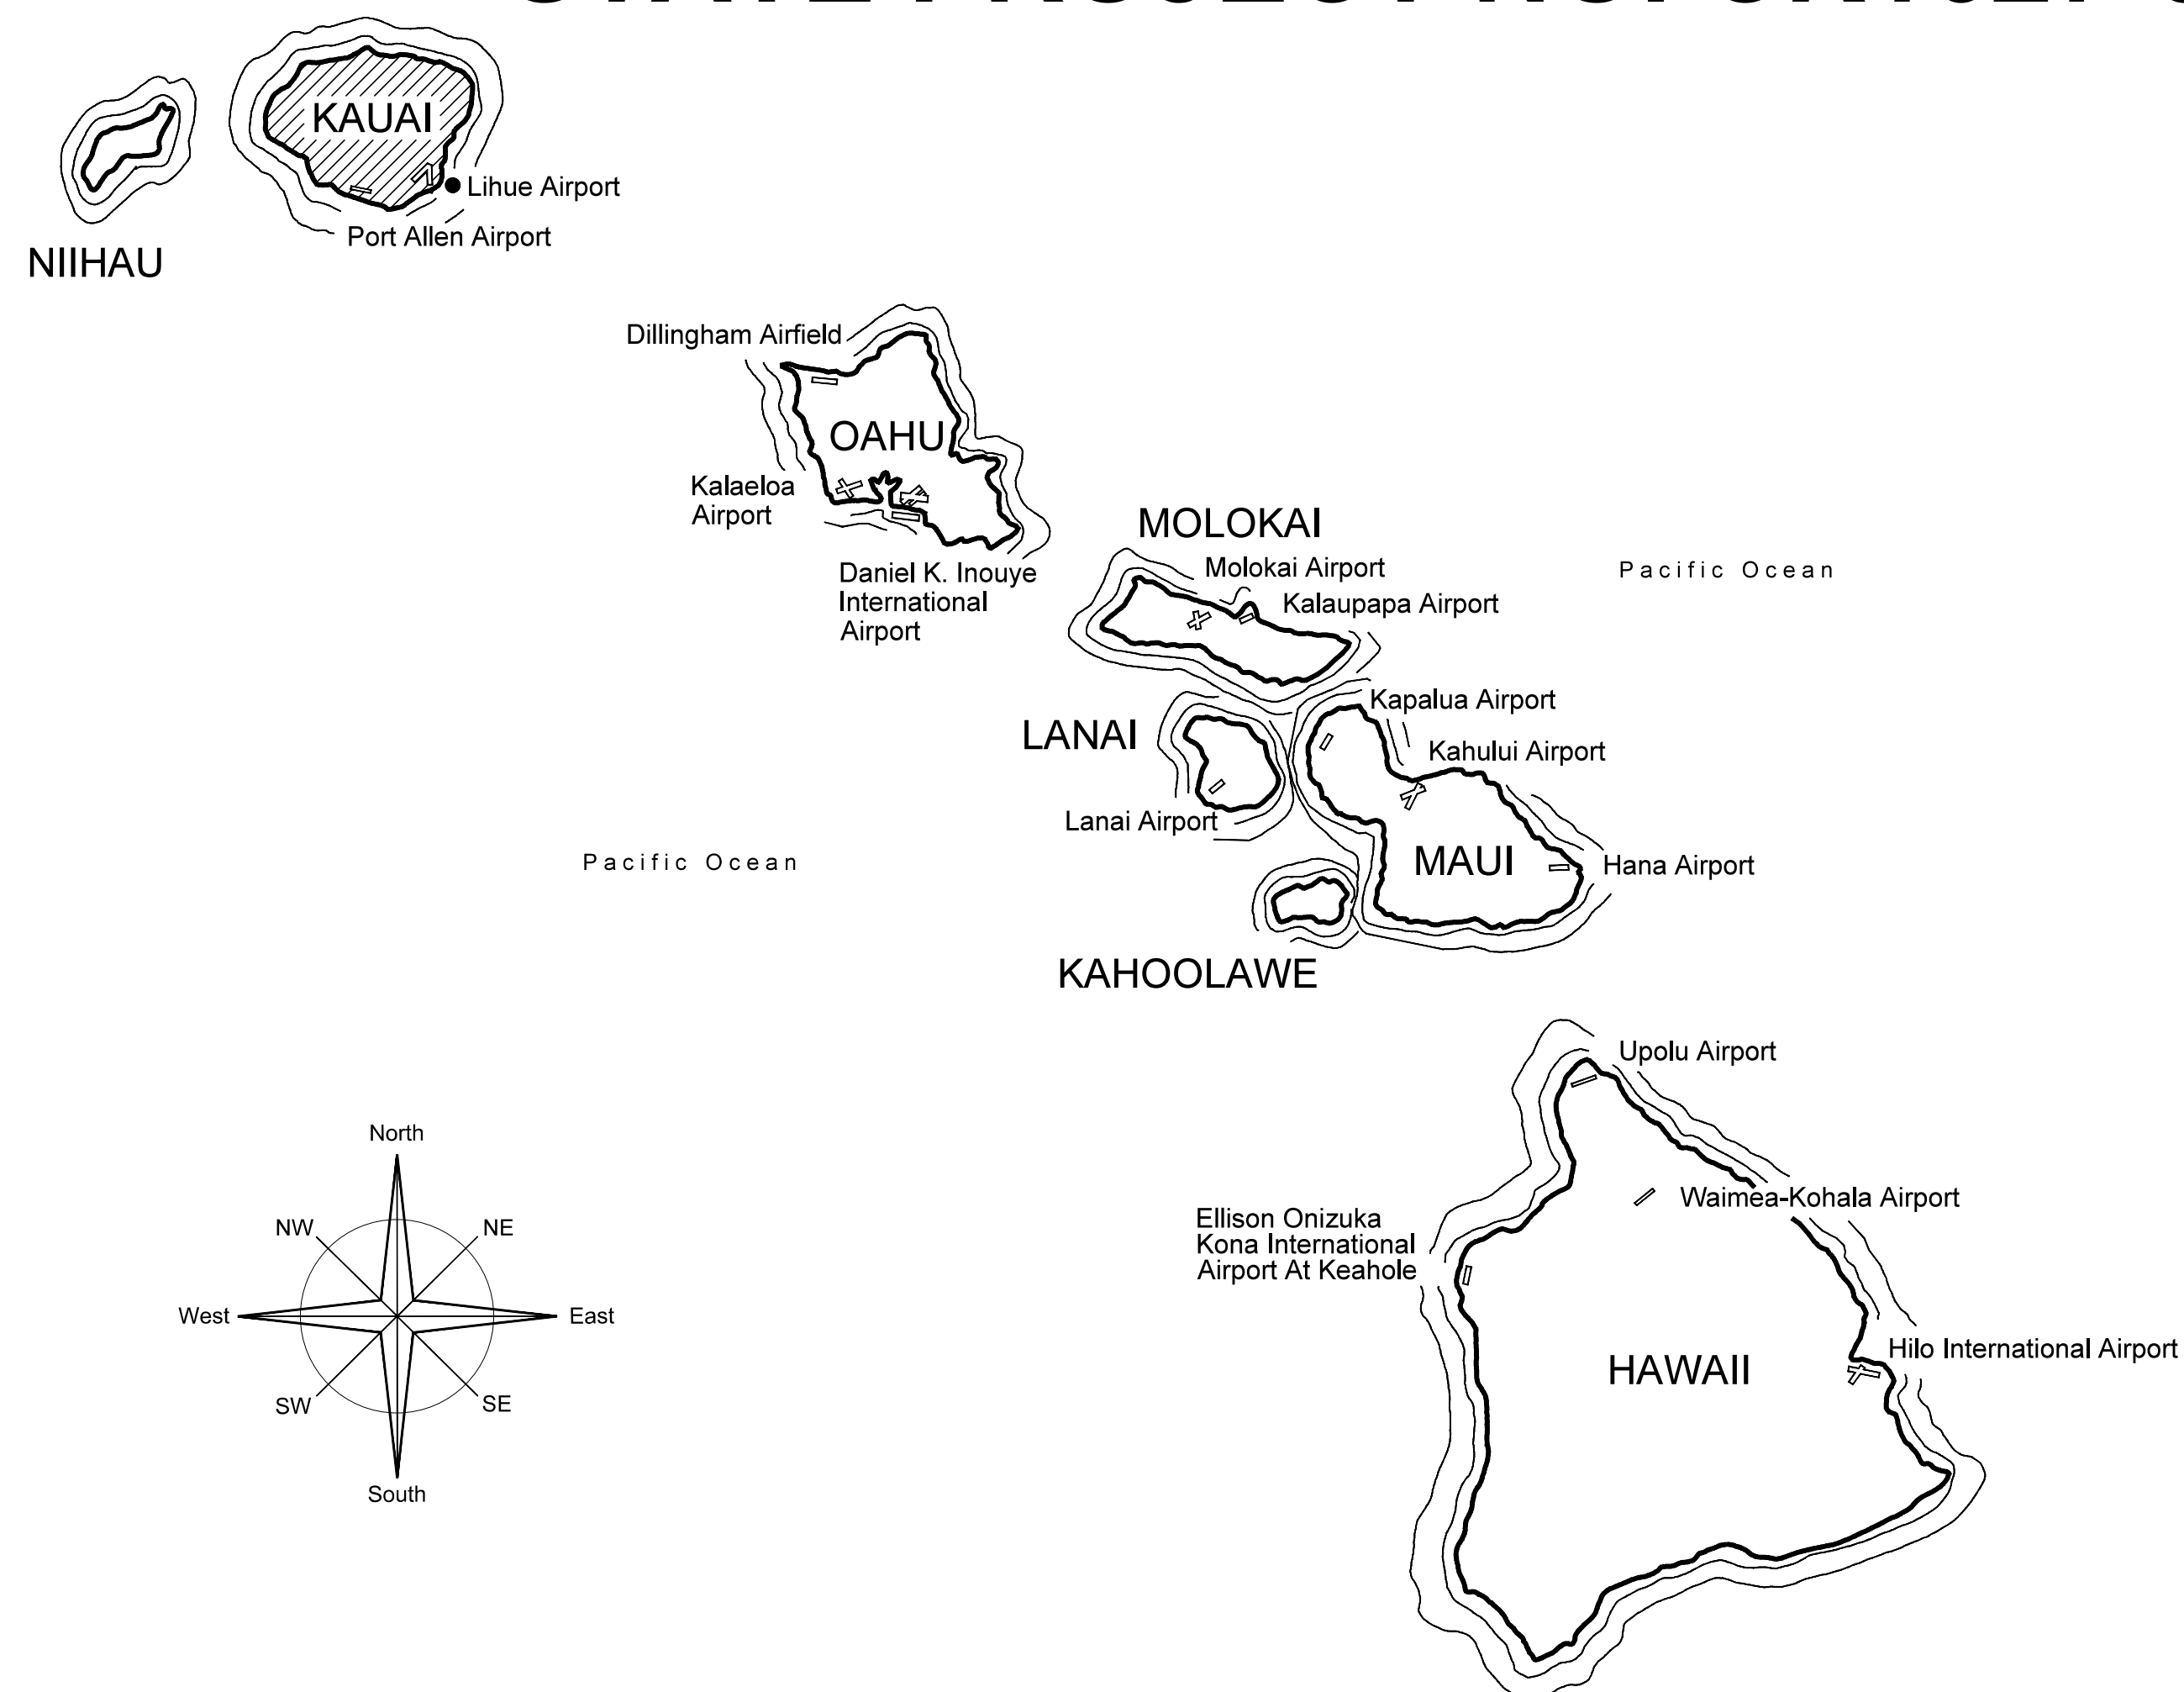 KAUAI
Lihue Airport
Port Allen Airport
NIIHAU
Dillingham Airfield
OAHU
Kalaeloa
Airport
Daniel K. Inouye
International
Airport
MOLOKAI
Molokai Airport
Kalaupapa Airport
Pacific Ocean
Kapalua Airport
LANAI
Kahului Airport
Lanai Airport
Pacific Ocean
MAUI
Hana Airport
KAHOOLAWE
Upolu Airport
Waimea-Kohala Airport
Ellison Onizuka
Kona International
Airport At Keahole
Hilo International Airport
HAWAII
North
NW
NE
West
East
SW
SE
South